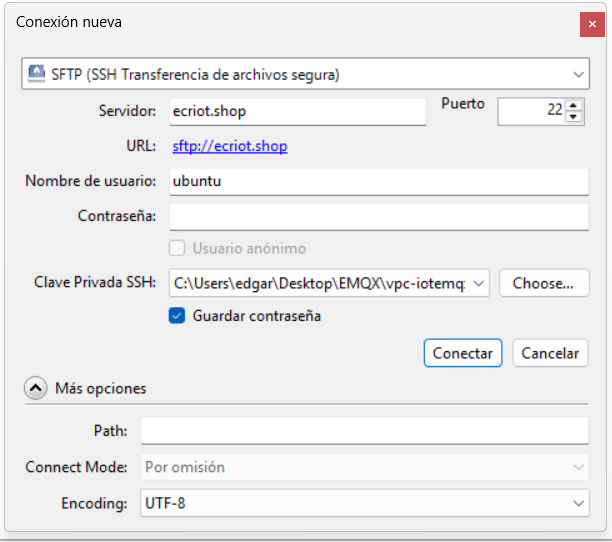 Conexión nueva
SFTP (SSH Transferencia de archivos segura)
Servidor: ecriot.shop Puerto 22
URL: sftp://ecriot.shop
Nombre de usuario: ubuntu
Contraseña:
Usuario anónimo
Clave Privada SSH: C:\Users\edgar\Desktop\EMQX\vpc-iotemq Choose...
Guardar contraseña
Conectar Cancelar
Más opciones
Path:
Connect Mode: Por omisión
Encoding: UTF-8